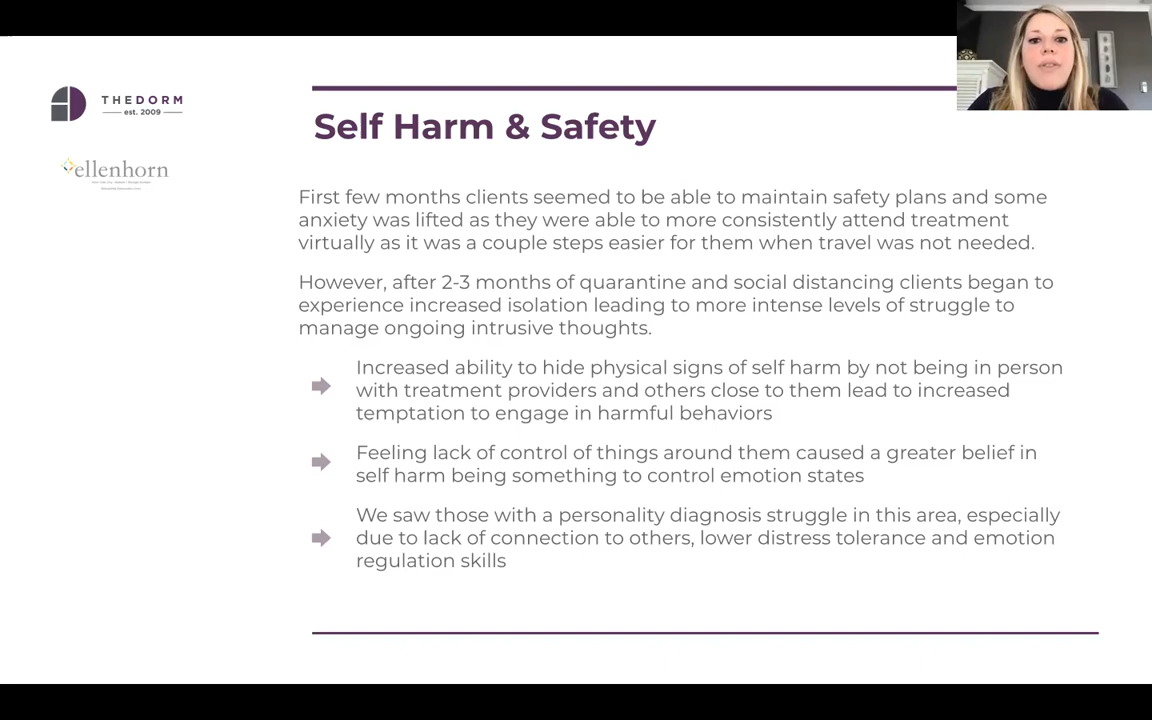 THEDORM
est. 2009
ellenhorn
Self Harm & Safety
First few months clients seemed to be able to maintain safety plans and some
anxiety was lifted as they were able to more consistently attend treatment
virtually as it was a couple steps easier for them when travel was not needed.
However, after 2-3 months of quarantine and social distancing clients began to
experience increased isolation leading to more intense levels of struggle to
manage ongoing intrusive thoughts.
Increased ability to hide physical signs of self harm by not being in person
with treatment providers and others close to them lead to increased
temptation to engage in harmful behaviors
Feeling lack of control of things around them caused a greater belief in
self harm being something to control emotion states
We saw those with a personality diagnosis struggle in this area, especially
due to lack of connection to others, lower distress tolerance and emotion
regulation skills